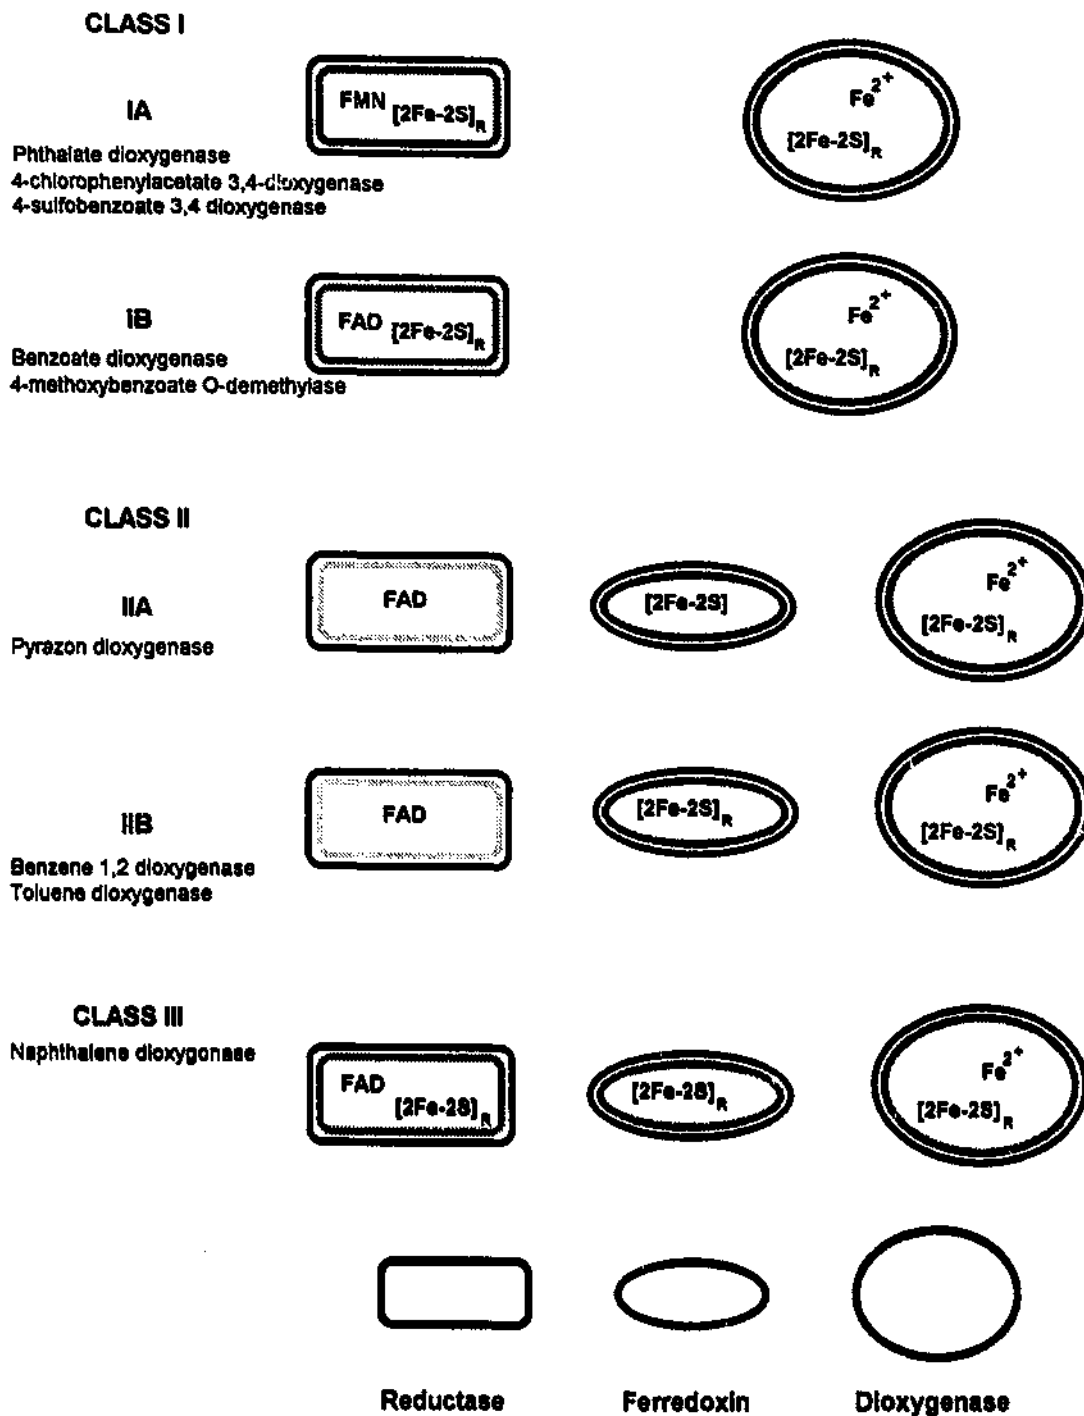 CLASS I
IA
FMN [2Fe-2S]R
Fe2+
[2Fe-2S]R
Phthalate dioxygenase
4-chlorophenylacetate 3,4-dioxygenase
4-sulfobenzoate 3,4 dioxygenase
IB
FAD [2Fe-2S]R
Fe2+
[2Fe-2S]R
Benzoate dioxygenase
4-methoxybenzoate O-demethylase
CLASS II
IIA
FAD
[2Fe-2S]
Fe2+
[2Fe-2S]R
Pyrazon dioxygenase
IIB
FAD
[2Fe-2S]R
Fe2+
[2Fe-2S]R
Benzene 1,2 dioxygenase
Toluene dioxygenase
CLASS III
Naphthalene dioxygonase
FAD
[2Fe-2S]R
[2Fe-2S]R
Fe2+
[2Fe-2S]R
Reductase Ferredoxin Dioxygenase